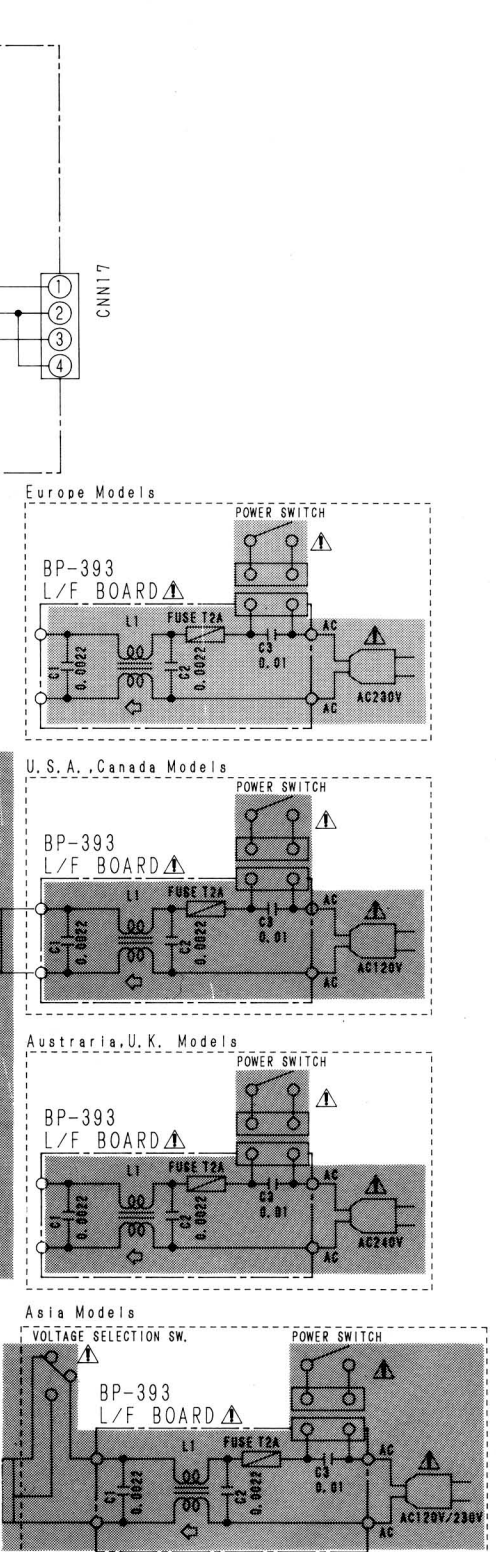 1
2
3
4
CNN17
Europe Models
POWER SWITCH
BP-393
L/F BOARD
L1
FUSE T2A
AC
C1
0.0022
C2
0.0022
C3
0.01
AC230V
AC
U.S.A.,Canada Models
POWER SWITCH
BP-393
L/F BOARD
L1
FUSE T2A
AC
C1
0.0022
C2
0.0022
C3
0.01
AC120V
AC
Austraria,U.K. Models
POWER SWITCH
BP-393
L/F BOARD
L1
FUSE T2A
AC
C1
0.0022
C2
0.0022
C3
0.01
AC240V
AC
Asia Models
VOLTAGE SELECTION SW.
POWER SWITCH
BP-393
L/F BOARD
L1
FUSE T2A
AC
C1
0.0022
C2
0.0022
C3
0.01
AC120V/230V
AC